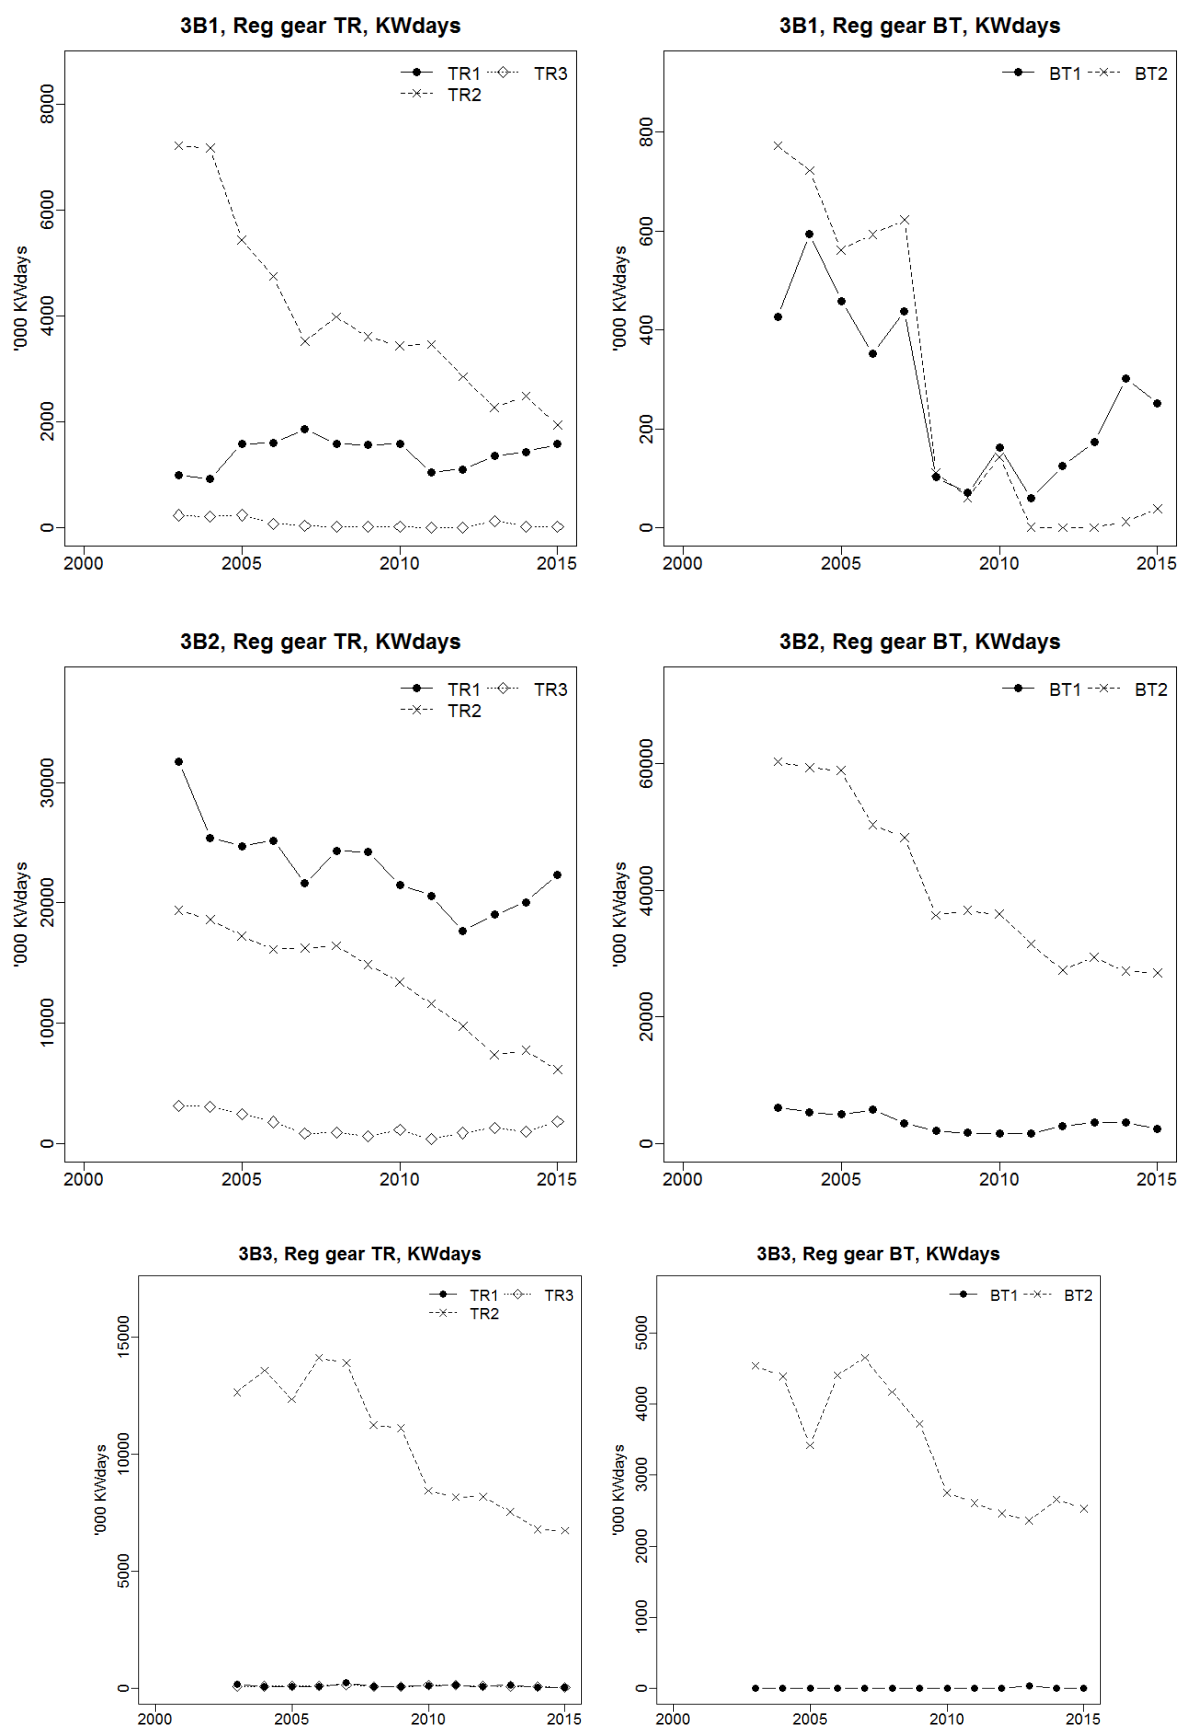 3B1, Reg gear TR, KWdays
TR1 TR3
TR2
'000 KWdays
8000
6000
4000
2000
0
2000 2005 2010 2015
3B1, Reg gear BT, KWdays
BT1 BT2
'000 KWdays
800
600
400
200
0
2000 2005 2010 2015
3B2, Reg gear TR, KWdays
TR1 TR3
TR2
'000 KWdays
30000
20000
10000
0
2000 2005 2010 2015
3B2, Reg gear BT, KWdays
BT1 BT2
'000 KWdays
60000
40000
20000
0
2000 2005 2010 2015
3B3, Reg gear TR, KWdays
TR1 TR3
TR2
'000 KWdays
15000
10000
5000
0
2000 2005 2010 2015
3B3, Reg gear BT, KWdays
BT1 BT2
'000 KWdays
5000
4000
3000
2000
1000
0
2000 2005 2010 2015